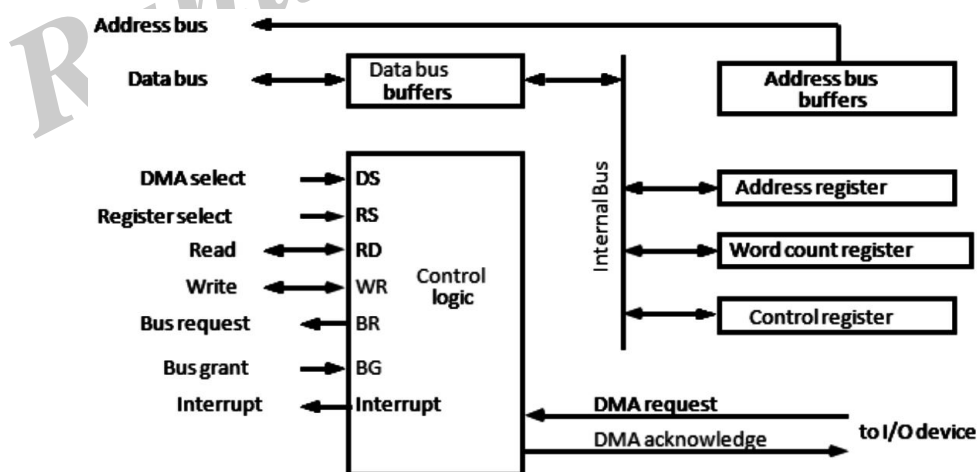 Address bus
Data bus
Data bus
buffers
Address bus
buffers
DMA select
DS
Register select
RS
Read
RD
Write
WR
Bus request
BR
Bus grant
BG
Interrupt
Interrupt
Control
logic
Internal Bus
Address register
Word count register
Control register
DMA request
DMA acknowledge
to I/O device